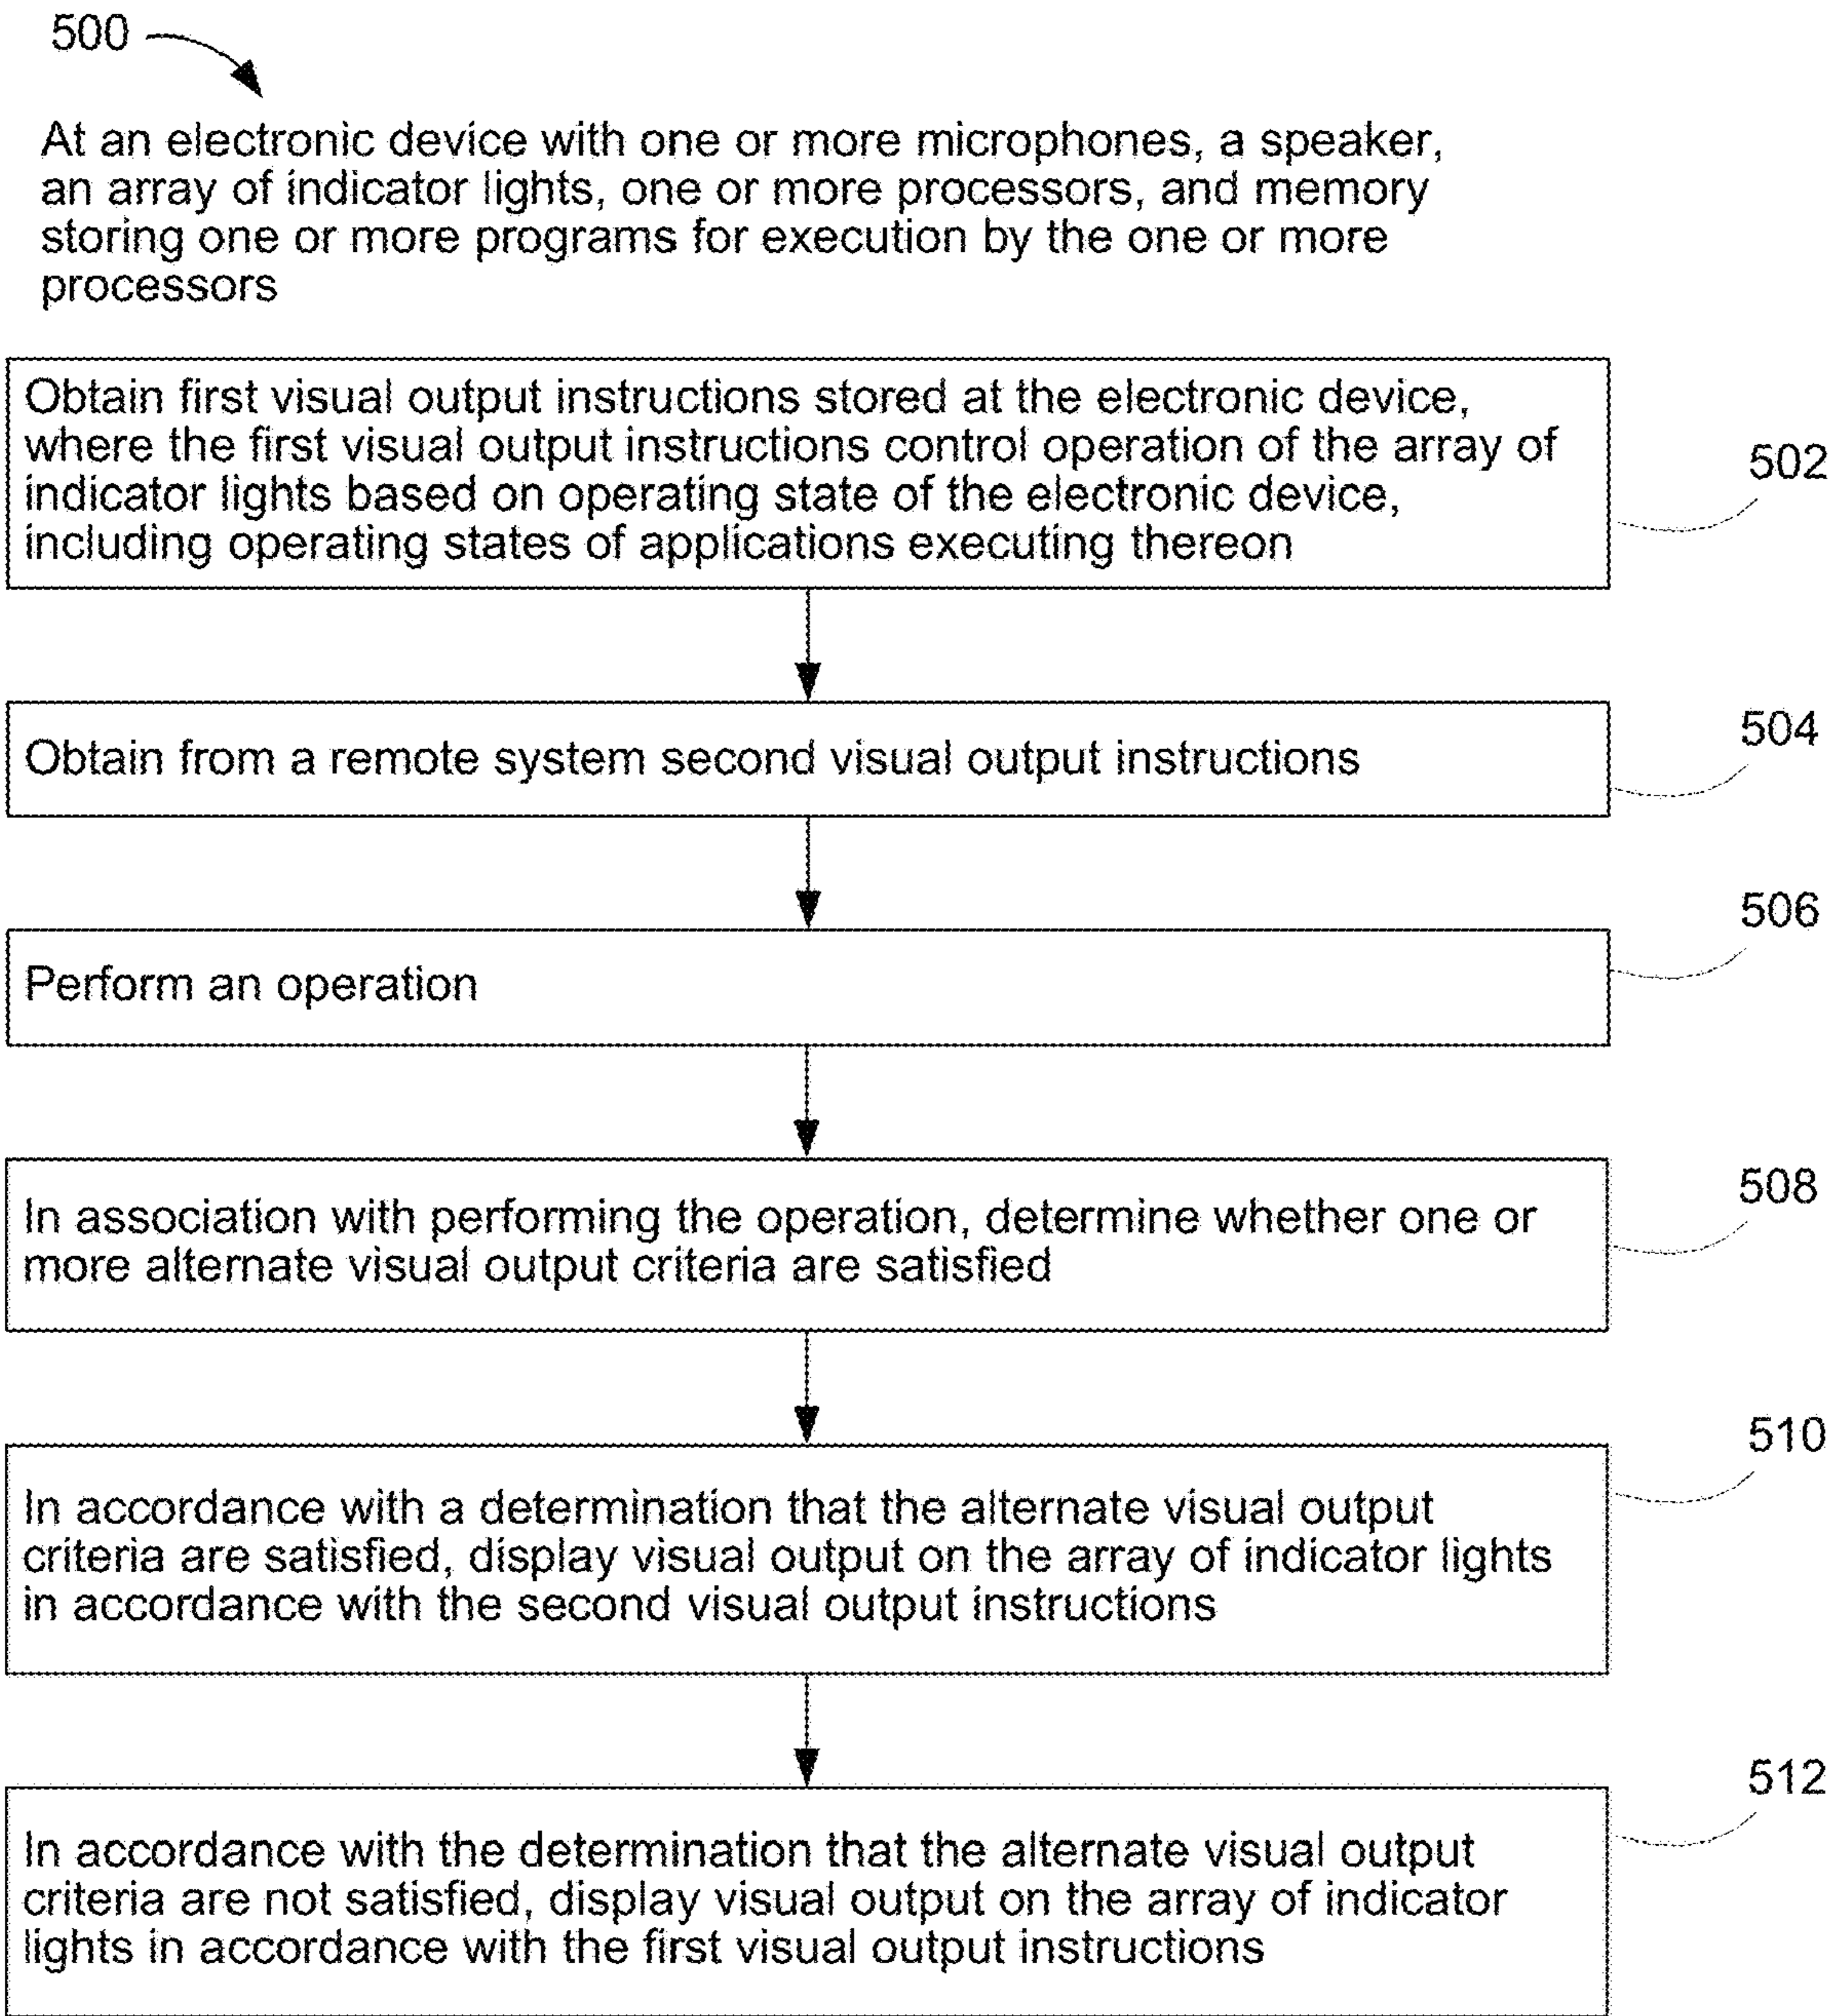 500
At an electronic device with one or more microphones, a speaker,
an array of indicator lights, one or more processors, and memory
storing one or more programs for execution by the one or more
processors
Obtain first visual output instructions stored at the electronic device,
where the first visual output instructions control operation of the array of
indicator lights based on operating state of the electronic device,
including operating states of applications executing thereon
502
Obtain from a remote system second visual output instructions
504
Perform an operation
506
In association with performing the operation, determine whether one or
more alternate visual output criteria are satisfied
508
In accordance with a determination that the alternate visual output
criteria are satisfied, display visual output on the array of indicator lights
in accordance with the second visual output instructions
510
In accordance with the determination that the alternate visual output
criteria are not satisfied, display visual output on the array of indicator
lights in accordance with the first visual output instructions
512